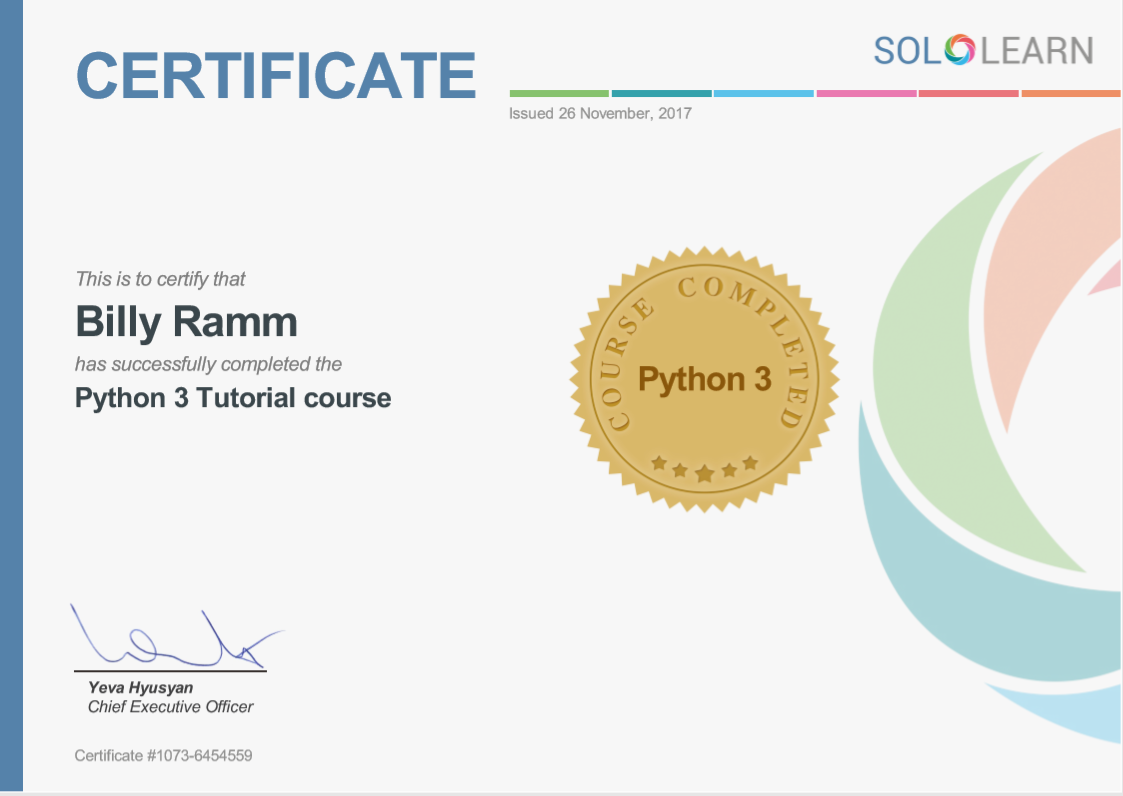 CERTIFICATE
SOLOLEARN
Issued 26 November, 2017
This is to certify that
Billy Ramm
has successfully completed the
Python 3 Tutorial course
COURSE COMPLETED
Python 3
Yeva Hyusyan
Chief Executive Officer
Certificate #1073-6454559